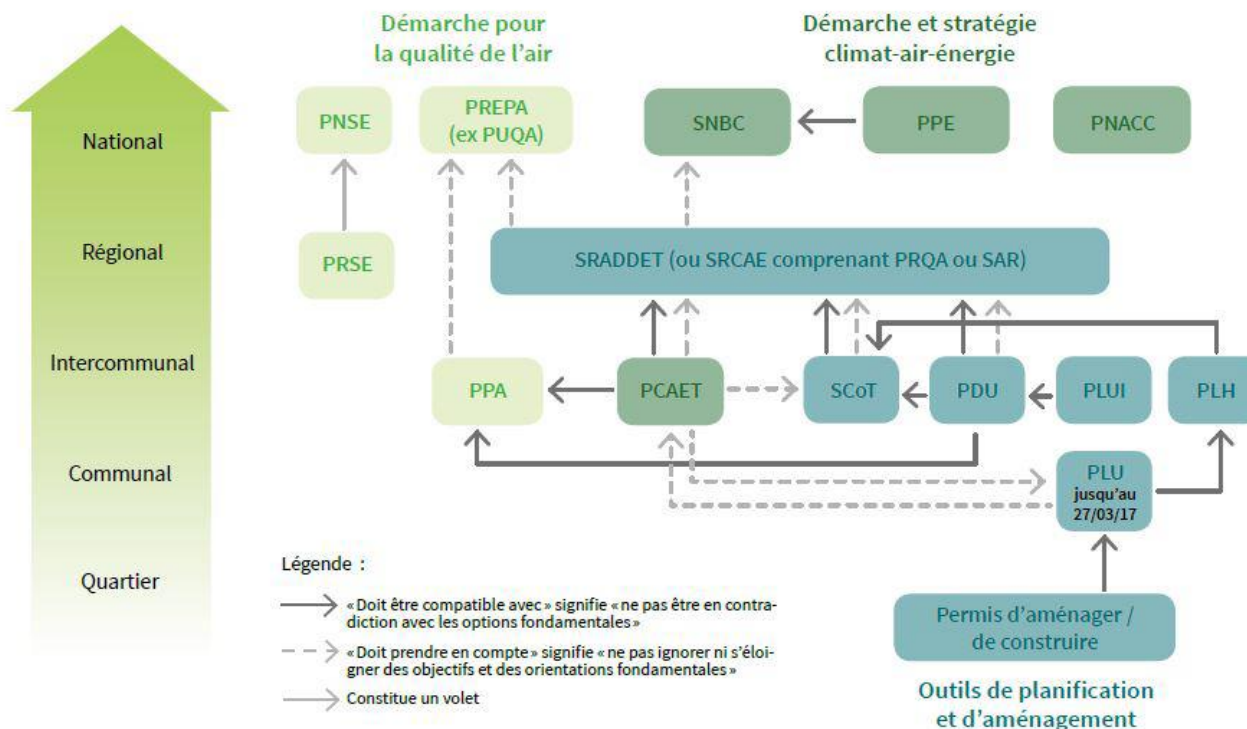 Démarche pour
la qualité de l’air
Démarche et stratégie
climat-air-énergie
National
PNSE
PREPA
(ex PUQA)
SNBC
PPE
PNACC
Régional
PRSE
SRADDET (ou SRCAE comprenant PRQA ou SAR)
Intercommunal
PPA
PCAET
SCoT
PDU
PLUI
PLH
Communal
PLU
jusqu’au
27/03/17
Quartier
Légende :
«Doit être compatible avec» signifie «ne pas être en contra-
diction avec les options fondamentales»
«Doit prendre en compte» signifie «ne pas ignorer ni s’éloi-
gner des objectifs et des orientations fondamentales»
Constitue un volet
Permis d’aménager /
de construire
Outils de planification
et d’aménagement